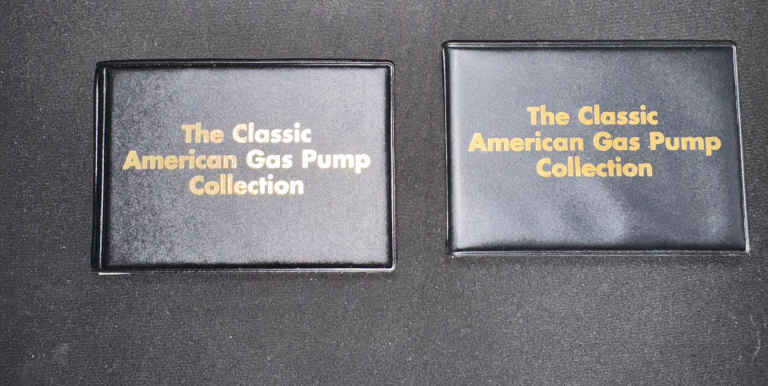 The Classic
American Gas Pump
Collection
The Classic
American Gas Pump
Collection